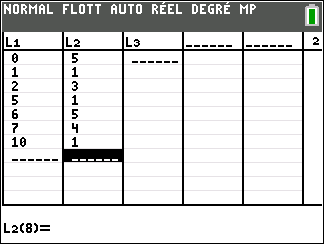 NORMAL FLOTT AUTO RÉEL DEGRÉ MP
L1 L2 L3 ------ ------ 2
0 5 ------
1 1
2 3
5 1
6 5
7 4
10 1
------ ------
L2(8)=